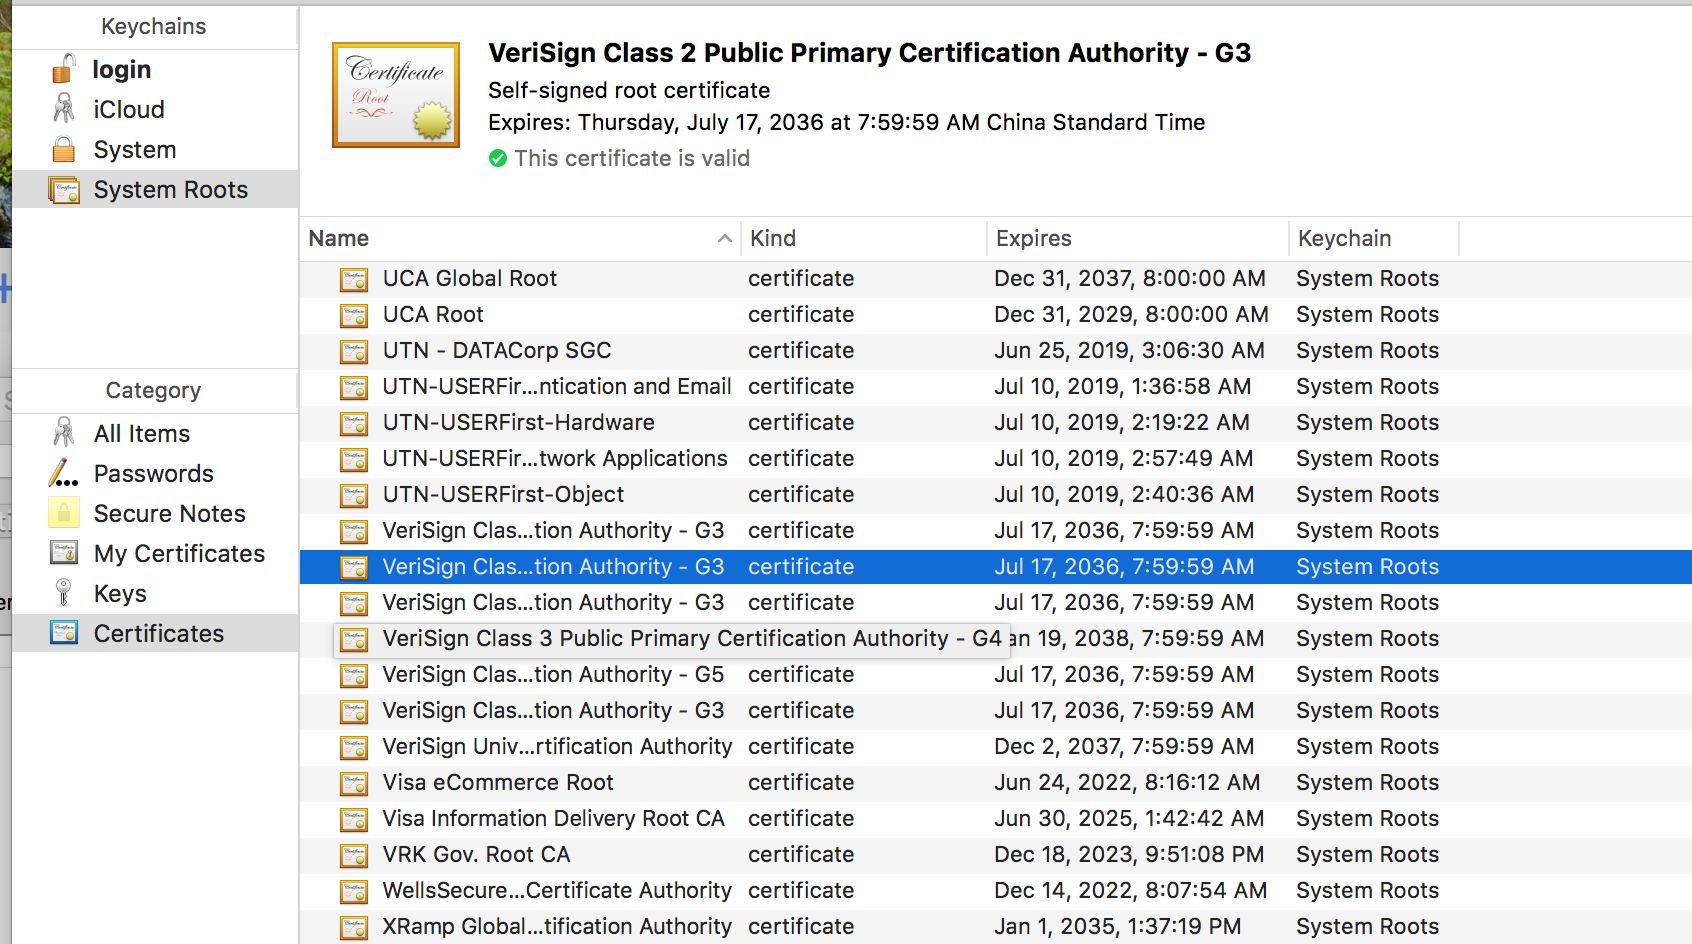 Keychains
login
iCloud
System
System Roots
Category
All Items
Passwords
Secure Notes
My Certificates
Keys
Certificates
Certificate
Root
VeriSign Class 2 Public Primary Certification Authority - G3
Self-signed root certificate
Expires: Thursday, July 17, 2036 at 7:59:59 AM China Standard Time
This certificate is valid
Name Kind Expires Keychain
UCA Global Root certificate Dec 31, 2037, 8:00:00 AM System Roots
UCA Root certificate Dec 31, 2029, 8:00:00 AM System Roots
UTN - DATACorp SGC certificate Jun 25, 2019, 3:06:30 AM System Roots
UTN-USERFir...ntication and Email certificate Jul 10, 2019, 1:36:58 AM System Roots
UTN-USERFirst-Hardware certificate Jul 10, 2019, 2:19:22 AM System Roots
UTN-USERFir...twork Applications certificate Jul 10, 2019, 2:57:49 AM System Roots
UTN-USERFirst-Object certificate Jul 10, 2019, 2:40:36 AM System Roots
VeriSign Clas...tion Authority - G3 certificate Jul 17, 2036, 7:59:59 AM System Roots
VeriSign Clas...tion Authority - G3 certificate Jul 17, 2036, 7:59:59 AM System Roots
VeriSign Clas...tion Authority - G3 certificate Jul 17, 2036, 7:59:59 AM System Roots
VeriSign Class 3 Public Primary Certification Authority - G4 an 19, 2038, 7:59:59 AM System Roots
VeriSign Clas...tion Authority - G5 certificate Jul 17, 2036, 7:59:59 AM System Roots
VeriSign Clas...tion Authority - G3 certificate Jul 17, 2036, 7:59:59 AM System Roots
VeriSign Univ...rtification Authority certificate Dec 2, 2037, 7:59:59 AM System Roots
Visa eCommerce Root certificate Jun 24, 2022, 8:16:12 AM System Roots
Visa Information Delivery Root CA certificate Jun 30, 2025, 1:42:42 AM System Roots
VRK Gov. Root CA certificate Dec 18, 2023, 9:51:08 PM System Roots
WellsSecure...Certificate Authority certificate Dec 14, 2022, 8:07:54 AM System Roots
XRamp Global...tification Authority certificate Jan 1, 2035, 1:37:19 PM System Roots